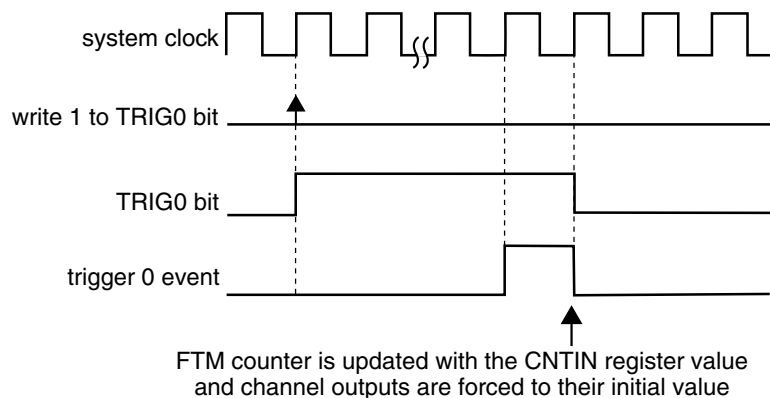 system clock
write 1 to TRIG0 bit
TRIG0 bit
trigger 0 event
FTM counter is updated with the CNTIN register value
and channel outputs are forced to their initial value